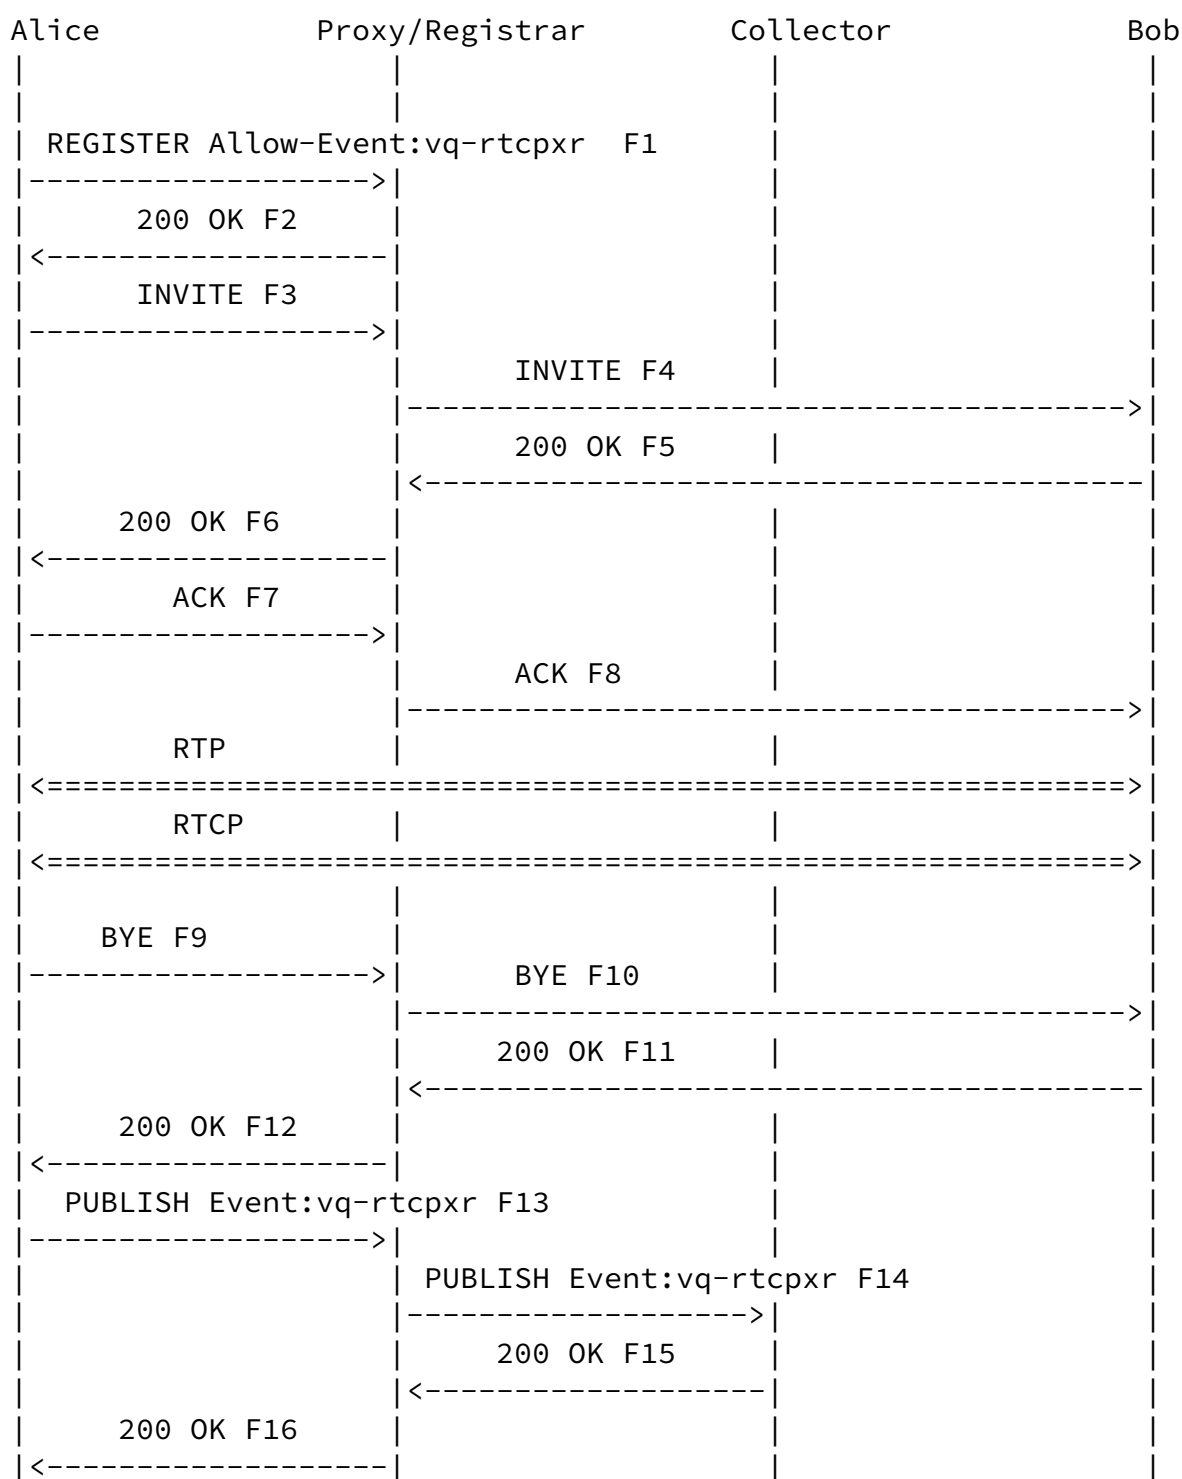 Alice Proxy/Registrar Collector Bob
REGISTER Allow-Event:vq-rtcpxr F1
200 OK F2
INVITE F3
INVITE F4
200 OK F5
200 OK F6
ACK F7
ACK F8
RTP
RTCP
BYE F9
BYE F10
200 OK F11
200 OK F12
PUBLISH Event:vq-rtcpxr F13
PUBLISH Event:vq-rtcpxr F14
200 OK F15
200 OK F16